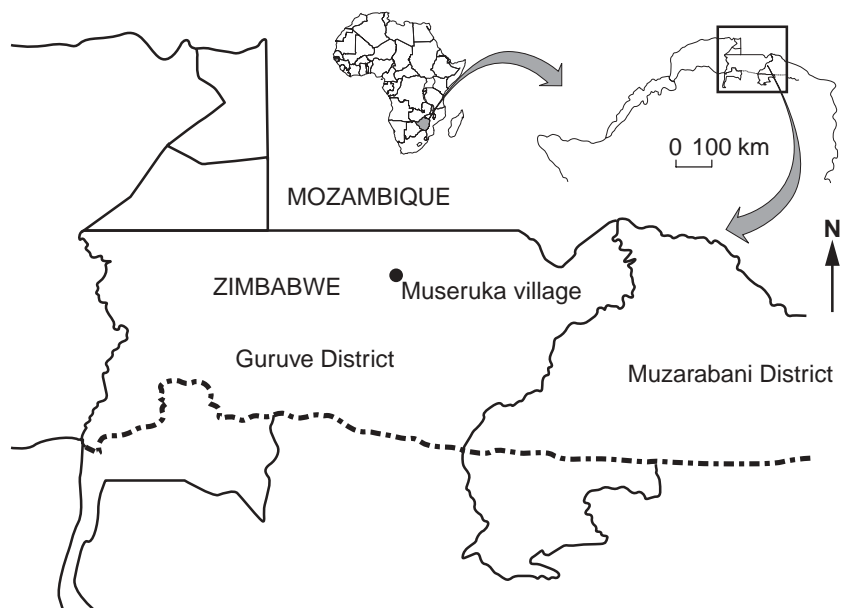 0 100 km
MOZAMBIQUE
N
ZIMBABWE
Museruka village
Guruve District
Muzarabani District